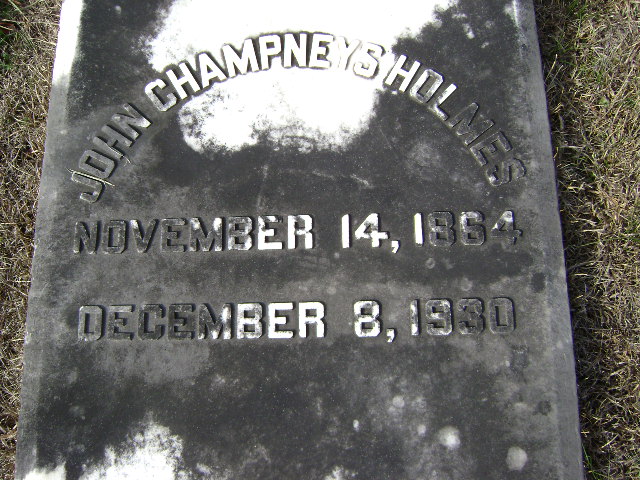 JOHN CHAMPNEYS HOLMES
NOVEMBER 14, 1864
DECEMBER 8, 1930